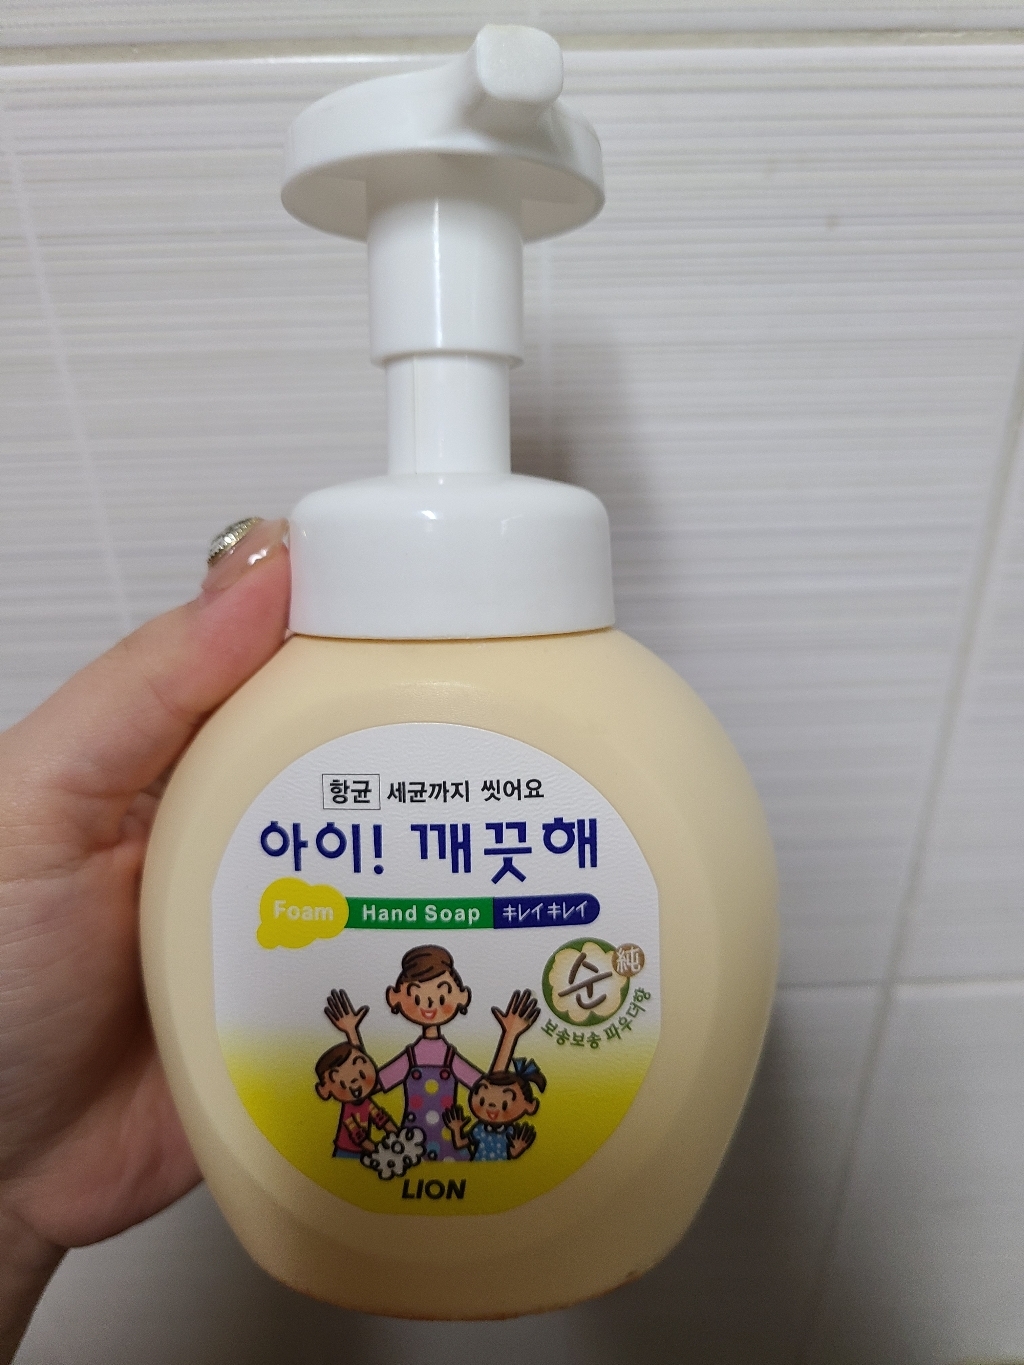 항균 세균까지 씻어요
아이! 깨끗해
Foam Hand Soap キレイキレイ
순 純
보송보송 파우더향
LION